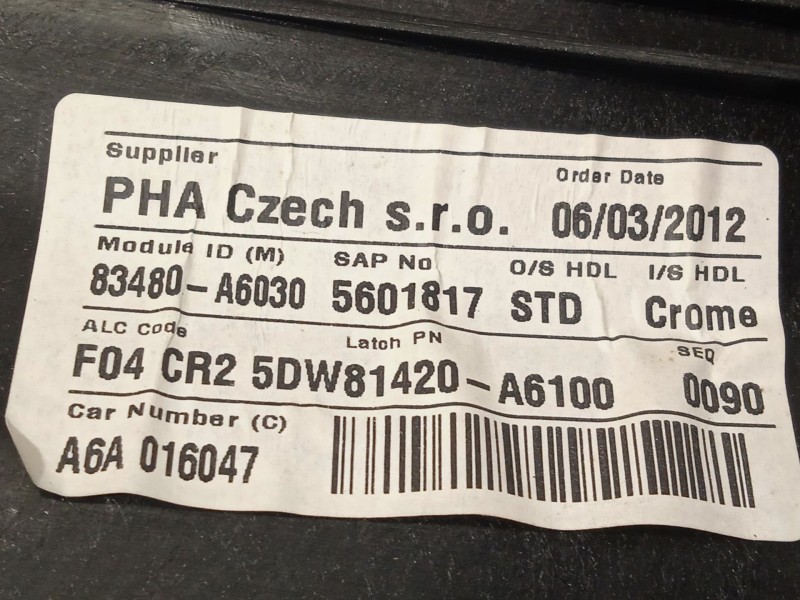 Supplier Order Date
PHA Czech s.r.o. 06/03/2012
Module ID (M) SAP No O/S HDL I/S HDL
83480-A6030 5601817 STD Crome
ALC Code Latch PN SEQ
F04 CR2 5DW81420-A6100 0090
Car Number (C)
A6A 016047